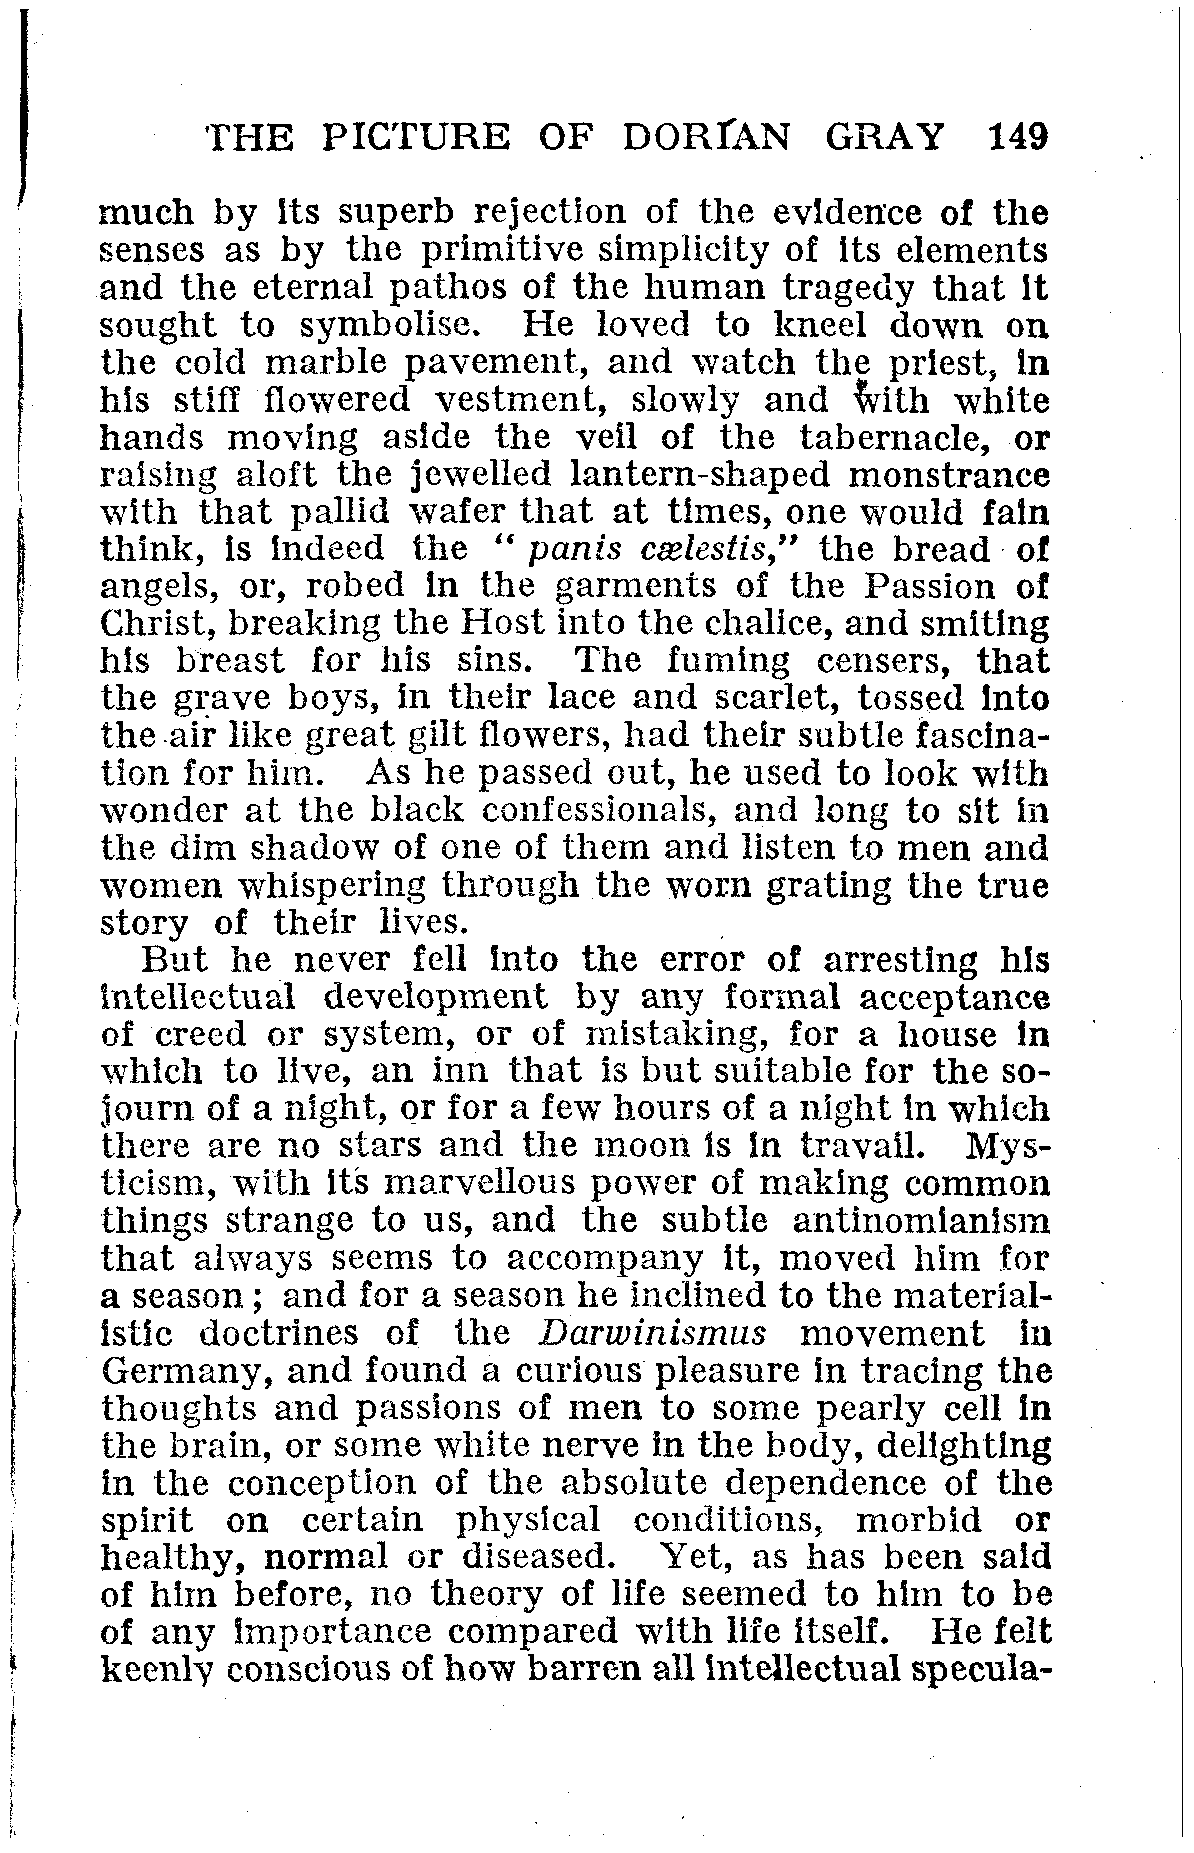 THE PICTURE OF DORIAN GRAY 149
much by its superb rejection of the evidence of the
senses as by the primitive simplicity of its elements
and the eternal pathos of the human tragedy that it
sought to symbolise. He loved to kneel down on
the cold marble pavement, and watch the priest, in
his stiff flowered vestment, slowly and with white
hands moving aside the veil of the tabernacle, or
raising aloft the jewelled lantern-shaped monstrance
with that pallid wafer that at times, one would fain
think, is indeed the “ panis cælestis,” the bread of
angels, or, robed in the garments of the Passion of
Christ, breaking the Host into the chalice, and smiting
his breast for his sins. The fuming censers, that
the grave boys, in their lace and scarlet, tossed into
the air like great gilt flowers, had their subtle fascina-
tion for him. As he passed out, he used to look with
wonder at the black confessionals, and long to sit in
the dim shadow of one of them and listen to men and
women whispering through the worn grating the true
story of their lives.
But he never fell into the error of arresting his
intellectual development by any formal acceptance
of creed or system, or of mistaking, for a house in
which to live, an inn that is but suitable for the so-
journ of a night, or for a few hours of a night in which
there are no stars and the moon is in travail. Mys-
ticism, with its marvellous power of making common
things strange to us, and the subtle antinomianism
that always seems to accompany it, moved him for
a season ; and for a season he inclined to the material-
istic doctrines of the Darwinismus movement in
Germany, and found a curious pleasure in tracing the
thoughts and passions of men to some pearly cell in
the brain, or some white nerve in the body, delighting
in the conception of the absolute dependence of the
spirit on certain physical conditions, morbid or
healthy, normal or diseased. Yet, as has been said
of him before, no theory of life seemed to him to be
of any importance compared with life itself. He felt
keenly conscious of how barren all intellectual specula-